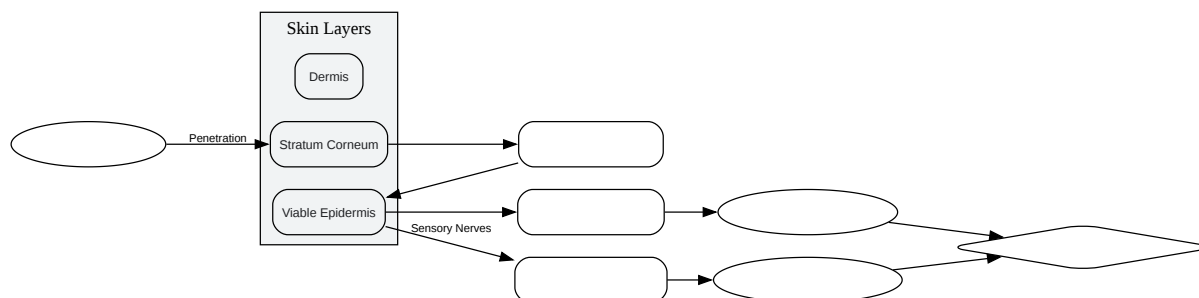 Skin Layers
Dermis
Penetration
Stratum Corneum
Viable Epidermis
Sensory Nerves